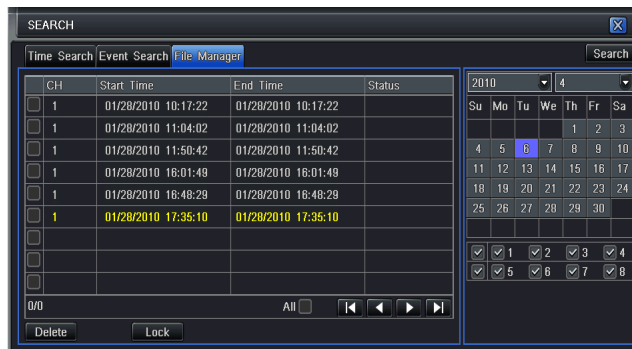 SEARCH
Time Search Event Search File Manager Search
CH Start Time End Time Status
1 01/28/2010 10:17:22 01/28/2010 10:17:22
1 01/28/2010 11:04:02 01/28/2010 11:04:02
1 01/28/2010 11:50:42 01/28/2010 11:50:42
1 01/28/2010 16:01:49 01/28/2010 16:01:49
1 01/28/2010 16:48:29 01/28/2010 16:48:29
1 01/28/2010 17:35:10 01/28/2010 17:35:10
0/0 All
Delete Lock
2010 4
Su Mo Tu We Th Fr Sa
1 2 3
4 5 6 7 8 9 10
11 12 13 14 15 16 17
18 19 20 21 22 23 24
25 26 27 28 29 30
1 2 3 4
5 6 7 8